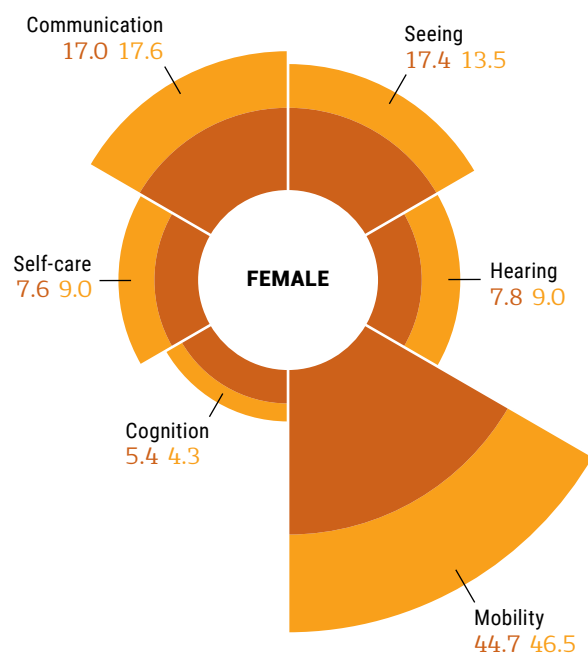 Communication
17.0 17.6
Seeing
17.4 13.5
Self-care
7.6 9.0
FEMALE
Hearing
7.8 9.0
Cognition
5.4 4.3
Mobility
44.7 46.5